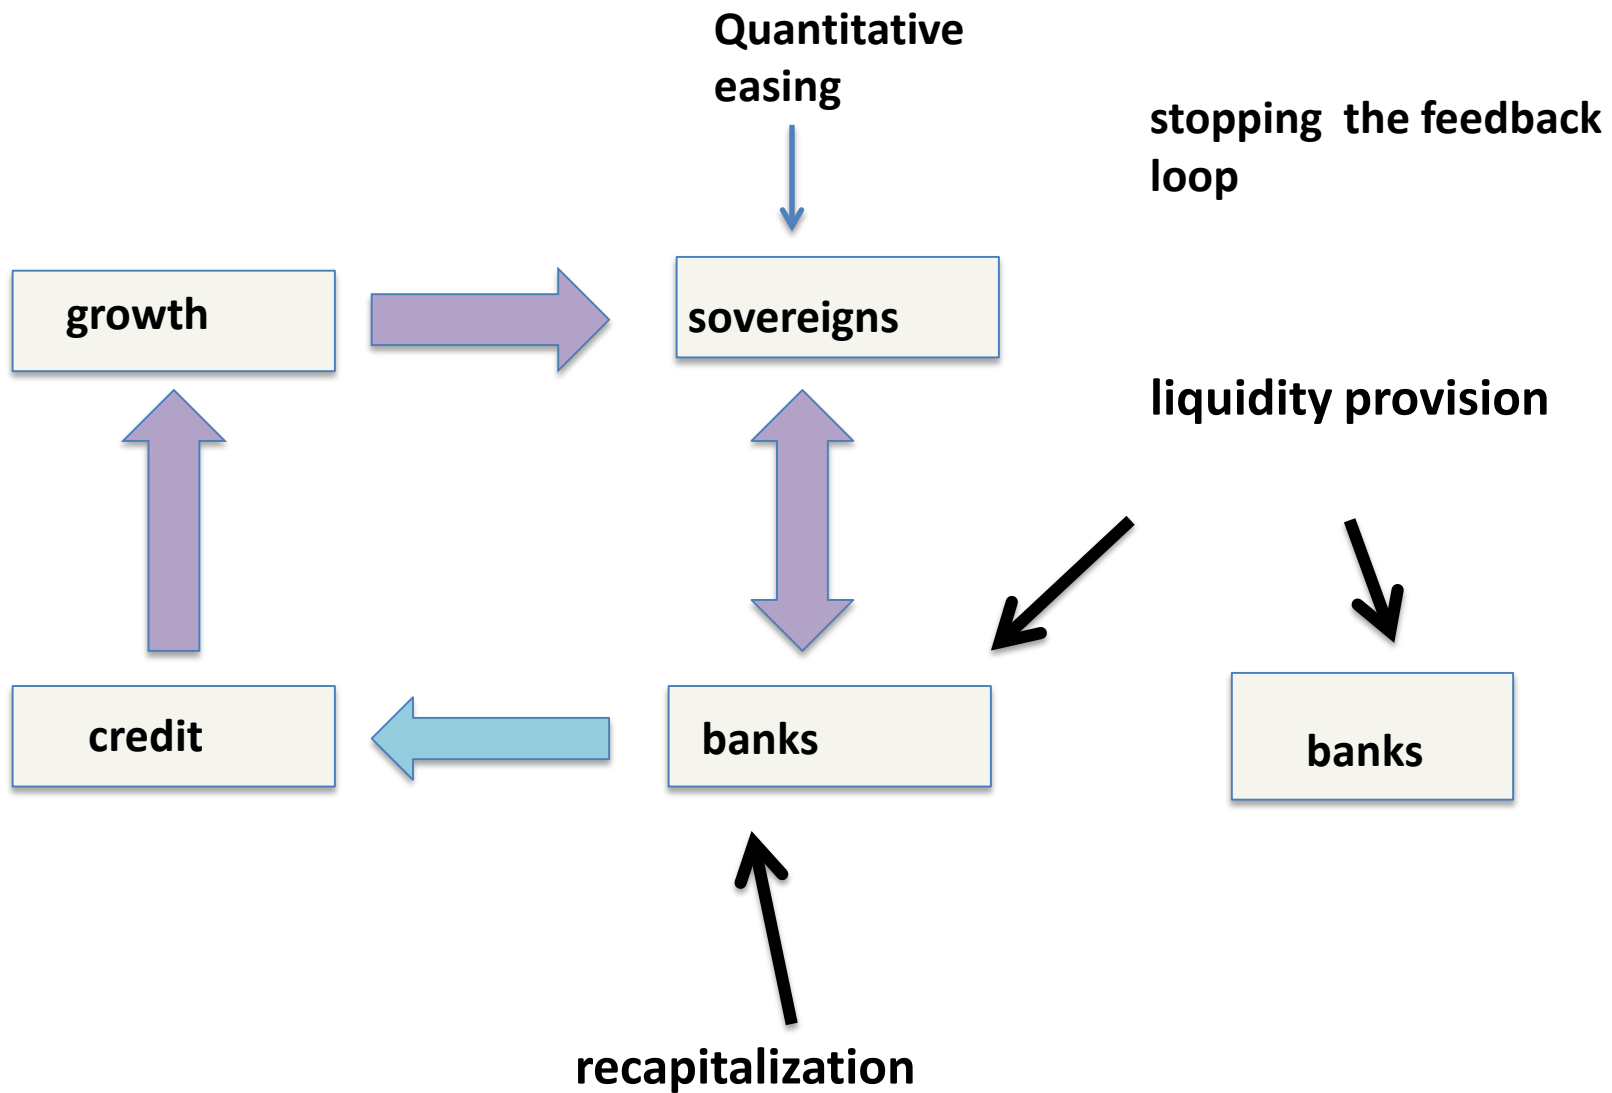 Quantitative
easing
stopping  the feedback
loop
growth
sovereigns
liquidity provision
credit
banks
banks
recapitalization